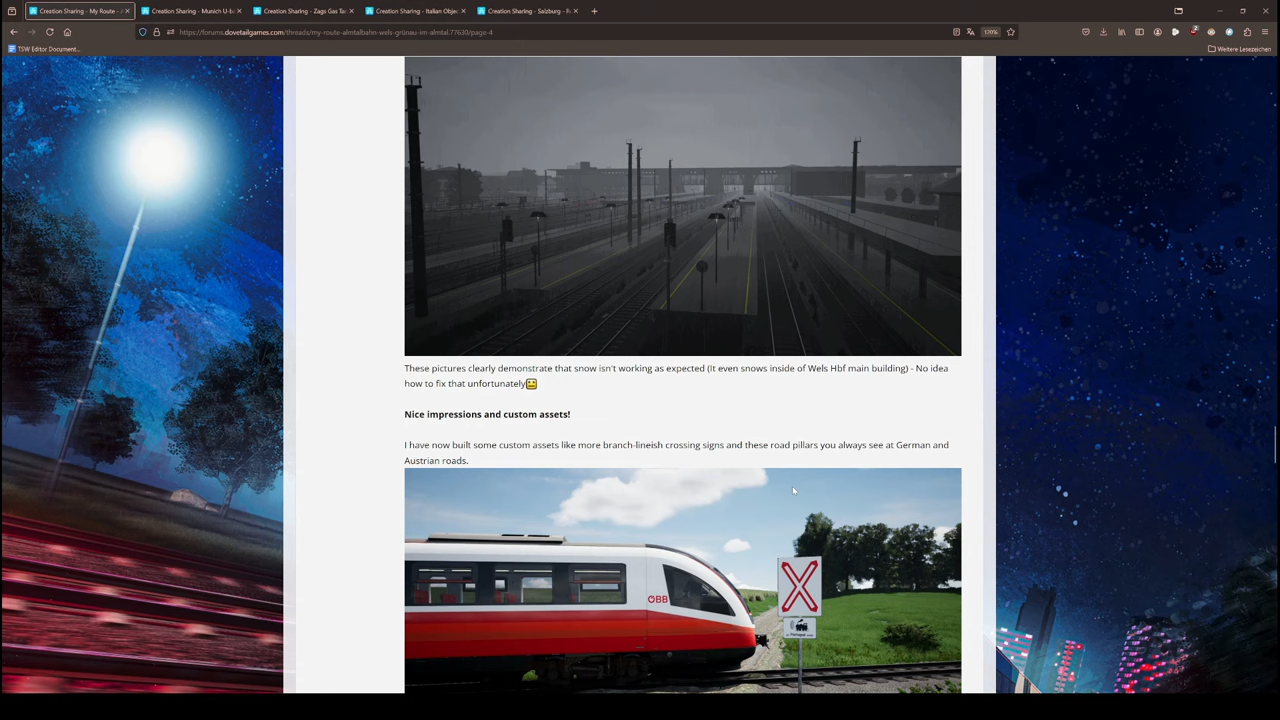 Creation Sharing - My Route - A
Creation Sharing - Munich U-b
Creation Sharing - Zags Gas Ta
Creation Sharing - Italian Obje
Creation Sharing - Salzburg - R
https://forums.dovetailgames.com/threads/my-route-almtalbahn-wels-grünau-im-almtal.77630/page-4
120%
TSW Editor Document...
Weitere Lesezeichen
These pictures clearly demonstrate that snow isn't working as expected (It even snows inside of Wels Hbf main building) - No idea
how to fix that unfortunately
Nice impressions and custom assets!
I have now built some custom assets like more branch-lineish crossing signs and these road pillars you always see at German and
Austrian roads.
ÖBB